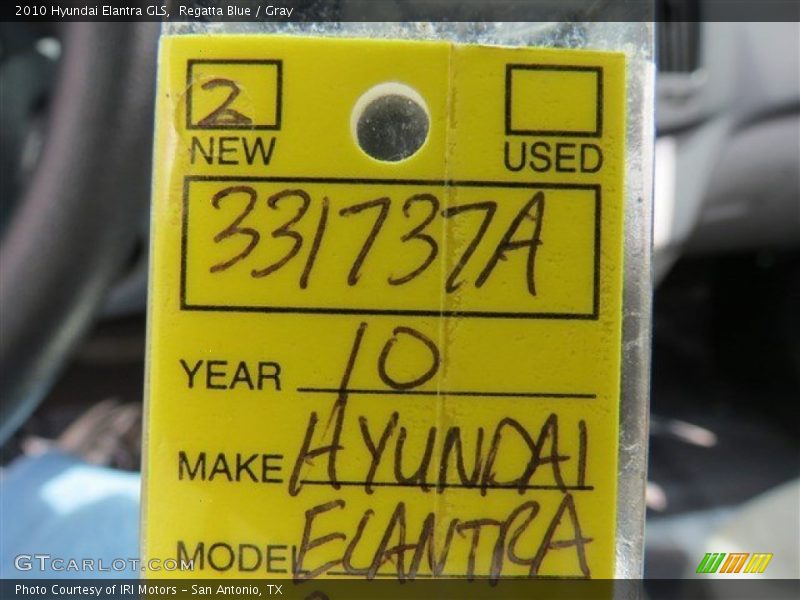 2010 Hyundai Elantra GLS,  Regatta Blue / Gray
2
NEW
USED
331737A
YEAR 10
MAKE HYUNDAI
MODEL ELANTRA
GTCARLOT.COM
Photo Courtesy of IRI Motors - San Antonio, TX